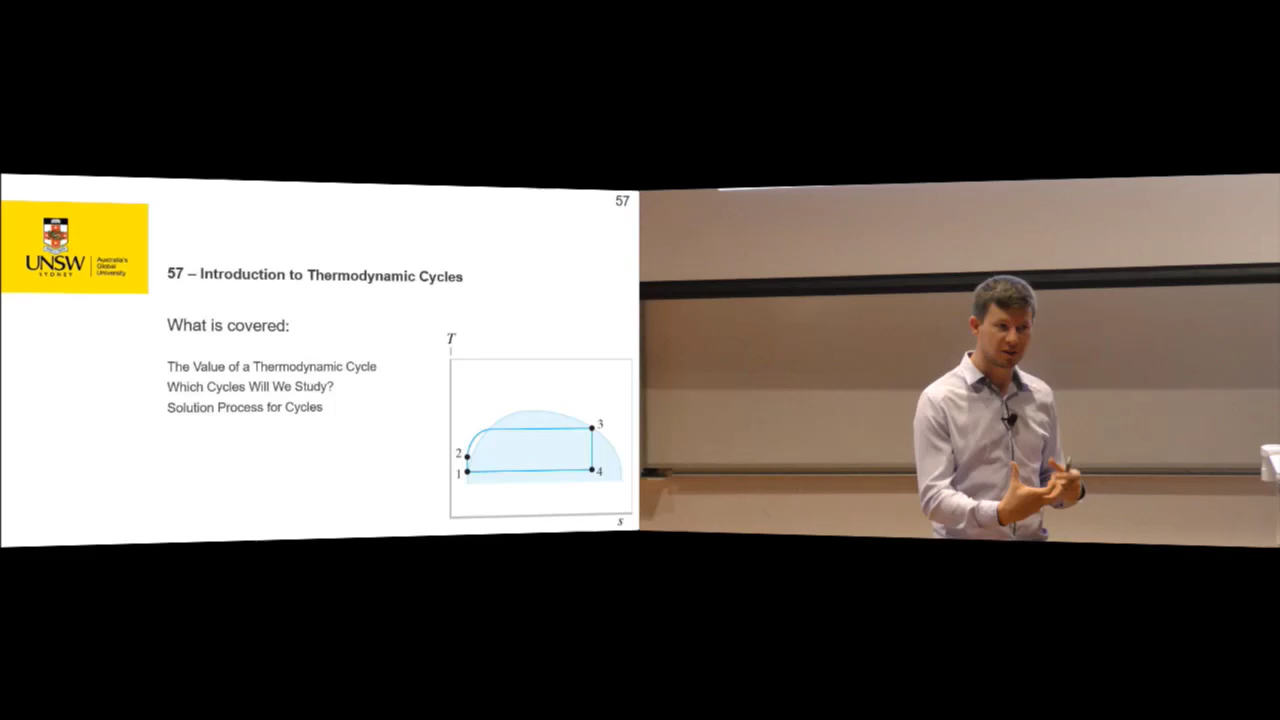 57
UNSW
SYDNEY
Australia's
Global
University
57 – Introduction to Thermodynamic Cycles
What is covered:
The Value of a Thermodynamic Cycle
Which Cycles Will We Study?
Solution Process for Cycles
T
3
2
1
4
s